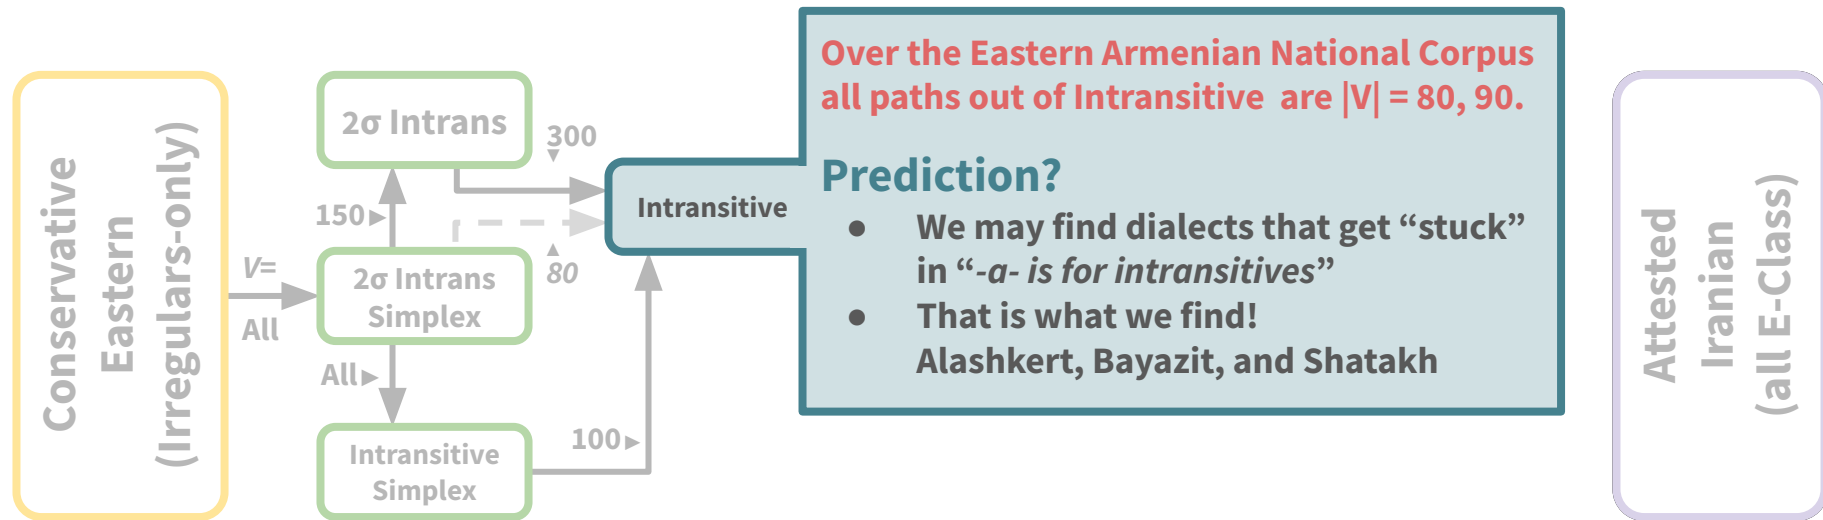 Conservative
Eastern
(Irregulars-only)
V=
All
2σ Intrans
150►
300
▼
2σ Intrans
Simplex
▲
80
All►
Intransitive
Simplex
100►
Intransitive
Over the Eastern Armenian National Corpus
all paths out of Intransitive are |V| = 80, 90.
Prediction?
● We may find dialects that get “stuck”
in “-a- is for intransitives”
● That is what we find!
Alashkert, Bayazit, and Shatakh
Attested
Iranian
(all E-Class)